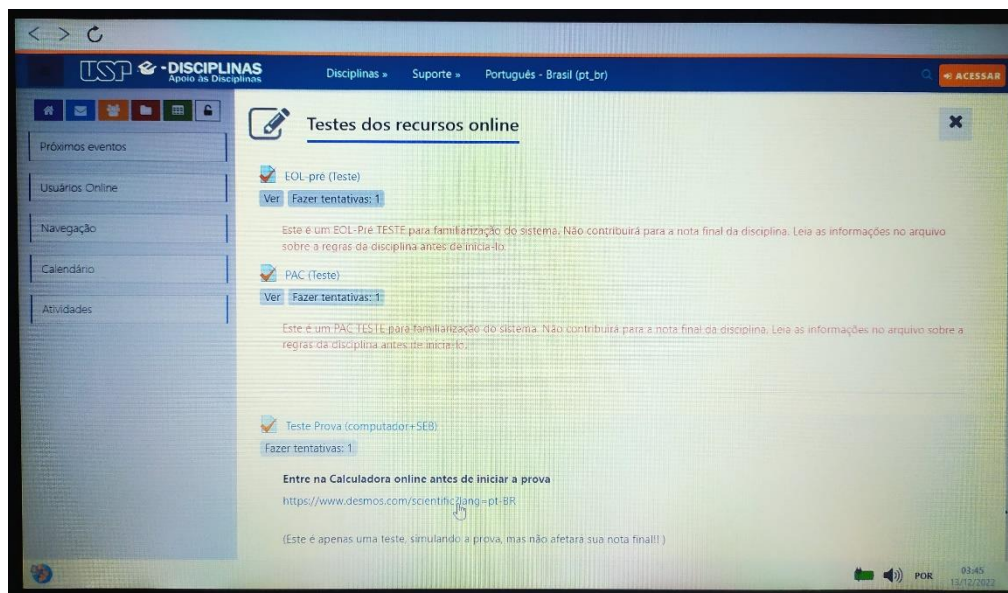 USP e-DISCIPLINAS
Apoio às Disciplinas
Disciplinas »
Suporte »
Português - Brasil (pt_br)
ACESSAR
Testes dos recursos online
Próximos eventos
Usuários Online
Navegação
Calendário
Atividades
EOL-pré (Teste)
Ver Fazer tentativas: 1
Este é um EOL-Pré TESTE para familiarização do sistema. Não contribuirá para a nota final da disciplina. Leia as informações no arquivo
sobre a regras da disciplina antes de iniciá-lo.
PAC (Teste)
Ver Fazer tentativas: 1
Este é um PAC TESTE para familiarização do sistema. Não contribuirá para a nota final da disciplina. Leia as informações no arquivo sobre a
regras da disciplina antes de iniciá-lo.
Teste Prova (computador+SEB)
Fazer tentativas: 1
Entre na Calculadora online antes de iniciar a prova
https://www.desmos.com/scientific?lang=pt-BR
(Este é apenas uma teste, simulando a prova, mas não afetará sua nota final!! )
POR
03:45
13/12/2022